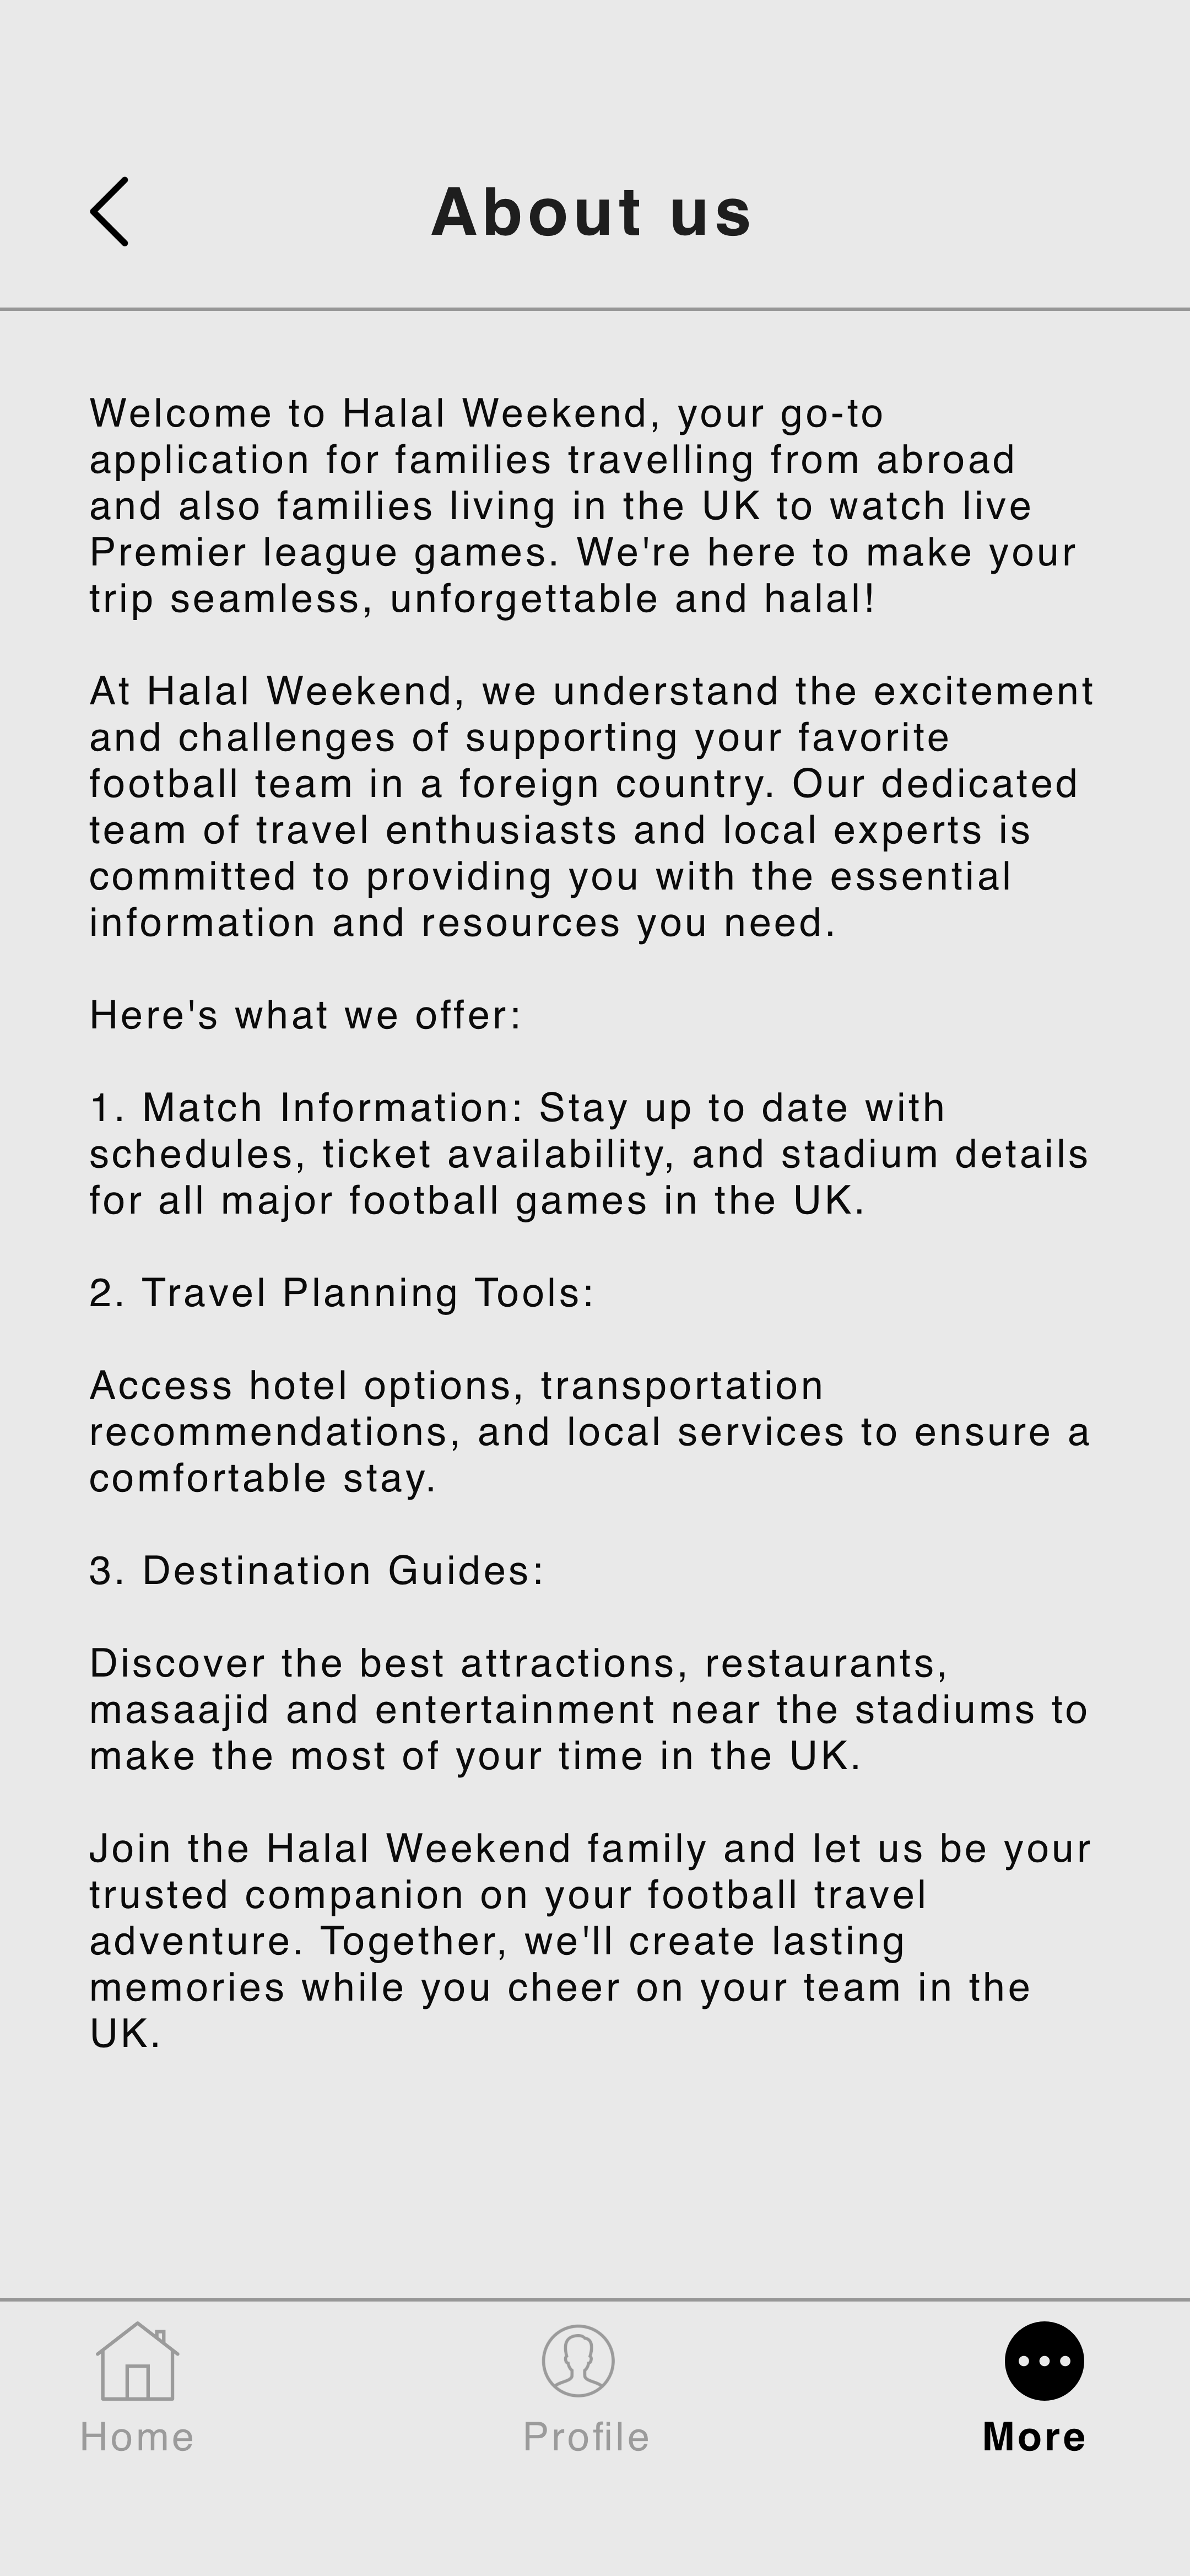 About us
Welcome to Halal Weekend, your go-to
application for families travelling from abroad
and also families living in the UK to watch live
Premier league games. We're here to make your
trip seamless, unforgettable and halal!
At Halal Weekend, we understand the excitement
and challenges of supporting your favorite
football team in a foreign country. Our dedicated
team of travel enthusiasts and local experts is
committed to providing you with the essential
information and resources you need.
Here's what we offer:
1. Match Information: Stay up to date with
schedules, ticket availability, and stadium details
for all major football games in the UK.
2. Travel Planning Tools:
Access hotel options, transportation
recommendations, and local services to ensure a
comfortable stay.
3. Destination Guides:
Discover the best attractions, restaurants,
masaajid and entertainment near the stadiums to
make the most of your time in the UK.
Join the Halal Weekend family and let us be your
trusted companion on your football travel
adventure. Together, we'll create lasting
memories while you cheer on your team in the
UK.
Home
Profile
More